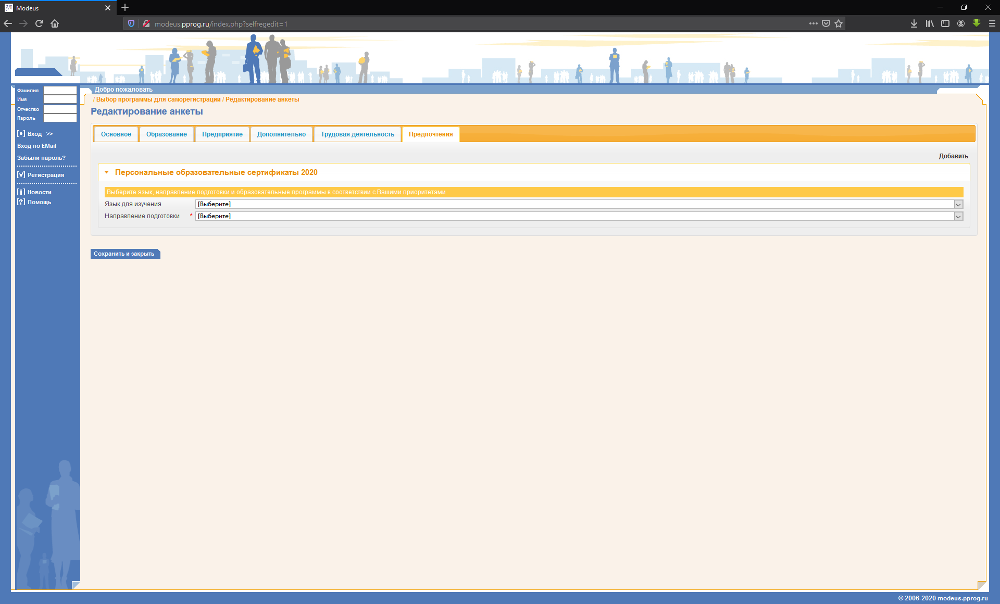 Modeus
modeus.pprog.ru/index.php?selfregedit=1
Фамилия
Имя
Отчество
Пароль
[•] Вход >>
Вход по EMail
Забыли пароль?
Регистрация
[i] Новости
[?] Помощь
Добро пожаловать
/ Выбор программы для саморегистрации / Редактирование анкеты
Редактирование анкеты
Основное Образование Предприятие Дополнительно Трудовая деятельность Предпочтения
Добавить
Персональные образовательные сертификаты 2020
Выберите язык, направление подготовки и образовательные программы в соответствии с Вашими приоритетами
Язык для изучения [Выберите]
Направление подготовки * [Выберите]
Сохранить и закрыть
© 2006-2020 modeus.pprog.ru